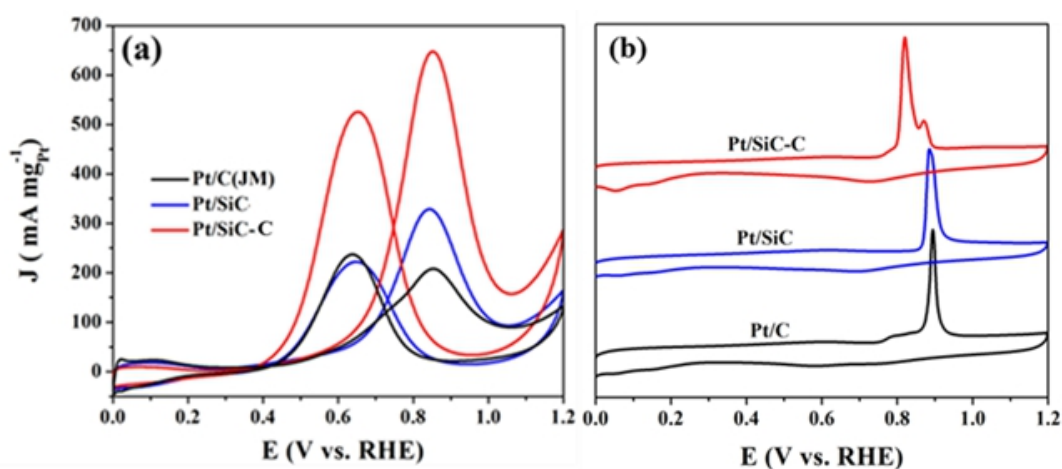 (a)
700
600
500
400
300
200
100
0
J ( mA mg⁻¹Pt)
Pt/C(JM)
Pt/SiC
Pt/SiC-C
0.0 0.2 0.4 0.6 0.8 1.0 1.2
E (V vs. RHE)
(b)
Pt/SiC-C
Pt/SiC
Pt/C
0.0 0.2 0.4 0.6 0.8 1.0 1.2
E (V vs. RHE)